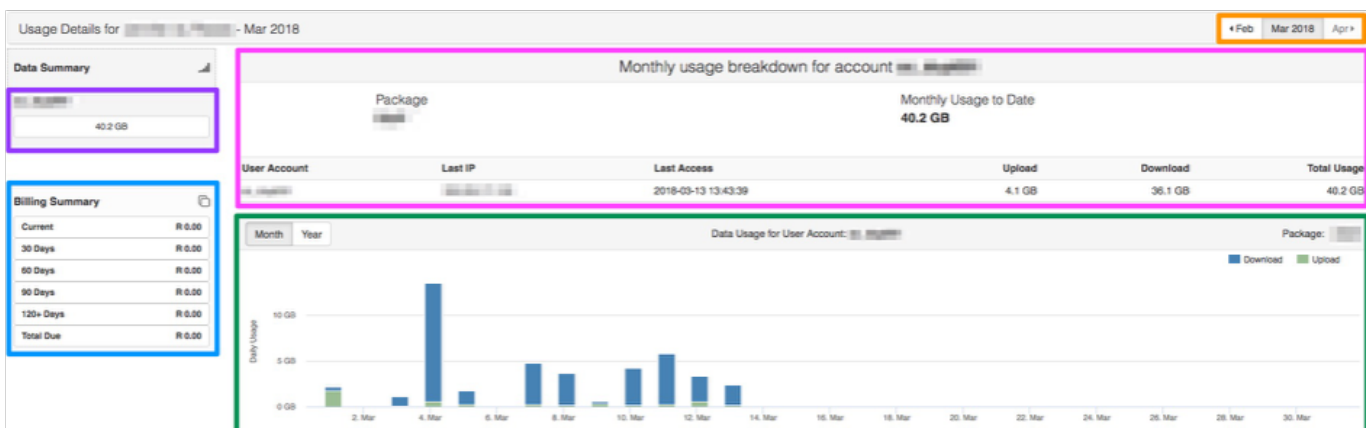 Usage Details for - Mar 2018
Feb Mar 2018 Apr
Data Summary
40.2 GB
Billing Summary
Current R 0.00
30 Days R 0.00
60 Days R 0.00
90 Days R 0.00
120+ Days R 0.00
Total Due R 0.00
Monthly usage breakdown for account
Package
Monthly Usage to Date
40.2 GB
User Account Last IP Last Access Upload Download Total Usage
2018-03-13 13:43:39 4.1 GB 36.1 GB 40.2 GB
Month Year
Data Usage for User Account:
Package:
Download Upload
Daily Usage
10 GB
5 GB
0 GB
2. Mar 4. Mar 6. Mar 8. Mar 10. Mar 12. Mar 14. Mar 16. Mar 18. Mar 20. Mar 22. Mar 24. Mar 26. Mar 28. Mar 30. Mar